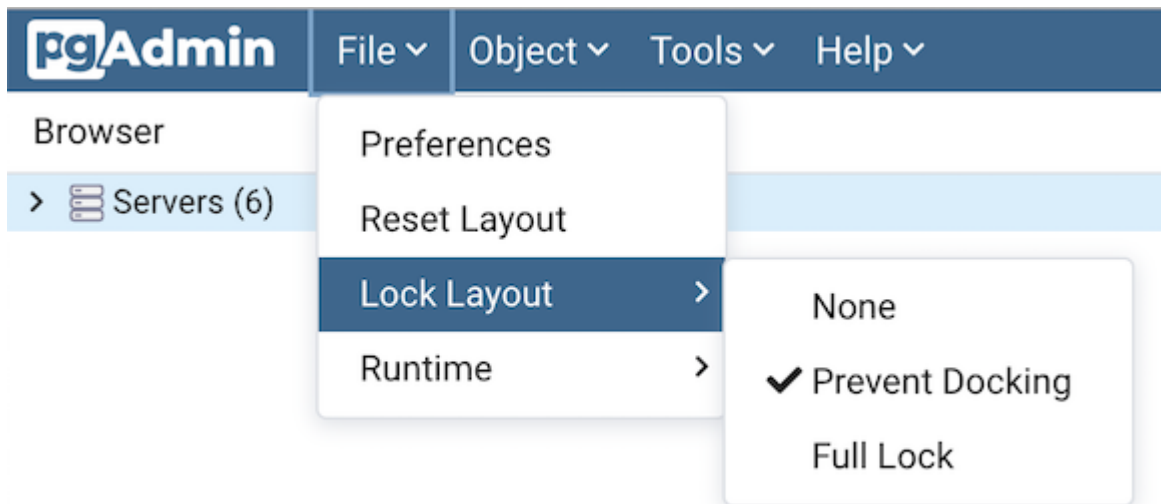 pgAdmin File Object Tools Help
Browser
Servers (6)
Preferences
Reset Layout
Lock Layout
Runtime
None
Prevent Docking
Full Lock